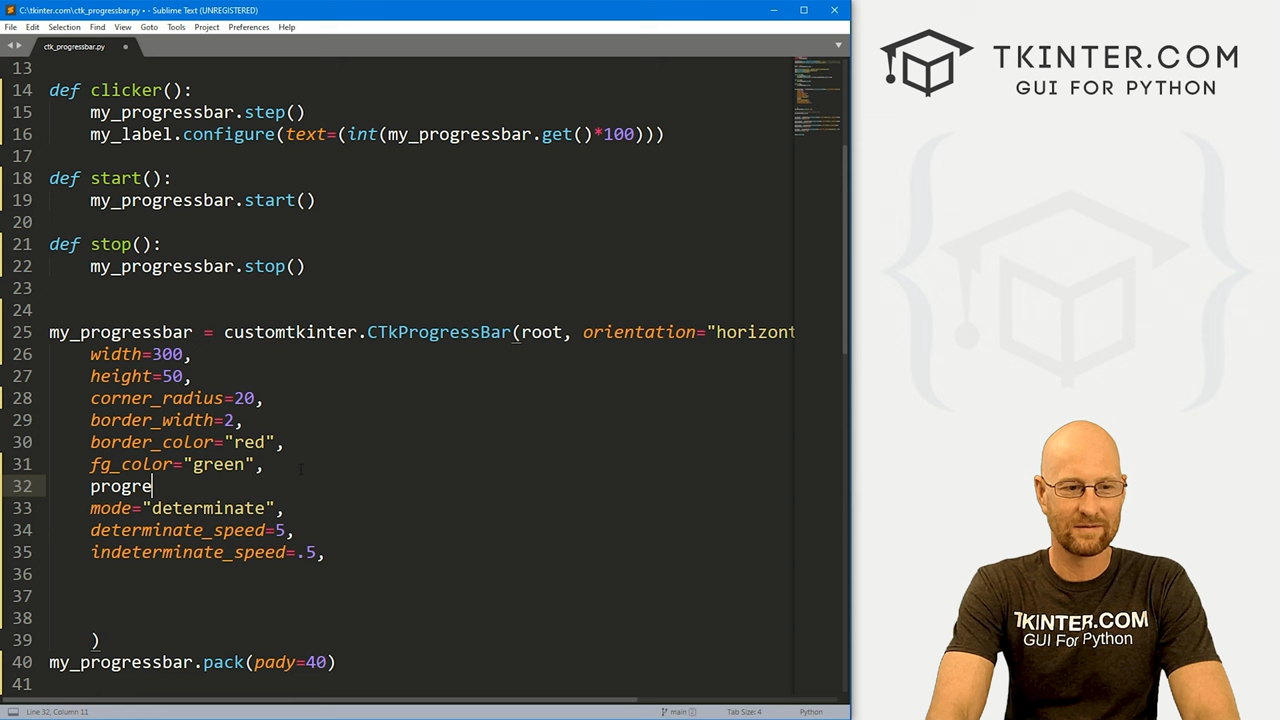 C:\tkinter.com\ctk_progressbar.py • - Sublime Text (UNREGISTERED)
File Edit Selection Find View Goto Tools Project Preferences Help
ctk_progressbar.py
13
14 def clicker():
15 my_progressbar.step()
16 my_label.configure(text=(int(my_progressbar.get()*100)))
17
18 def start():
19 my_progressbar.start()
20
21 def stop():
22 my_progressbar.stop()
23
24
25 my_progressbar = customtkinter.CTkProgressBar(root, orientation="horizont
26 width=300,
27 height=50,
28 corner_radius=20,
29 border_width=2,
30 border_color="red",
31 fg_color="green",
32 progre
33 mode="determinate",
34 determinate_speed=5,
35 indeterminate_speed=.5,
36
37
38
39 )
40 my_progressbar.pack(pady=40)
41
Line 32, Column 11
main 2
Tab Size: 4
Python
TKINTER.COM
GUI FOR PYTHON
TKINTER.COM
GUI For Python